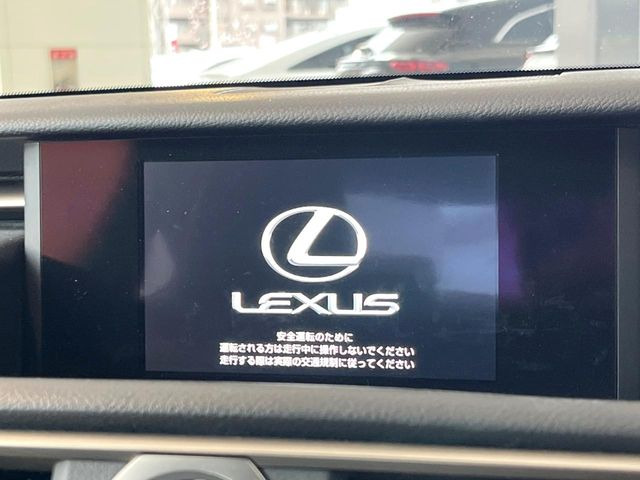 LEXUS
安全運転のために
運転される方は走行中に操作しないでください
走行する際は実際の交通規制に従ってください